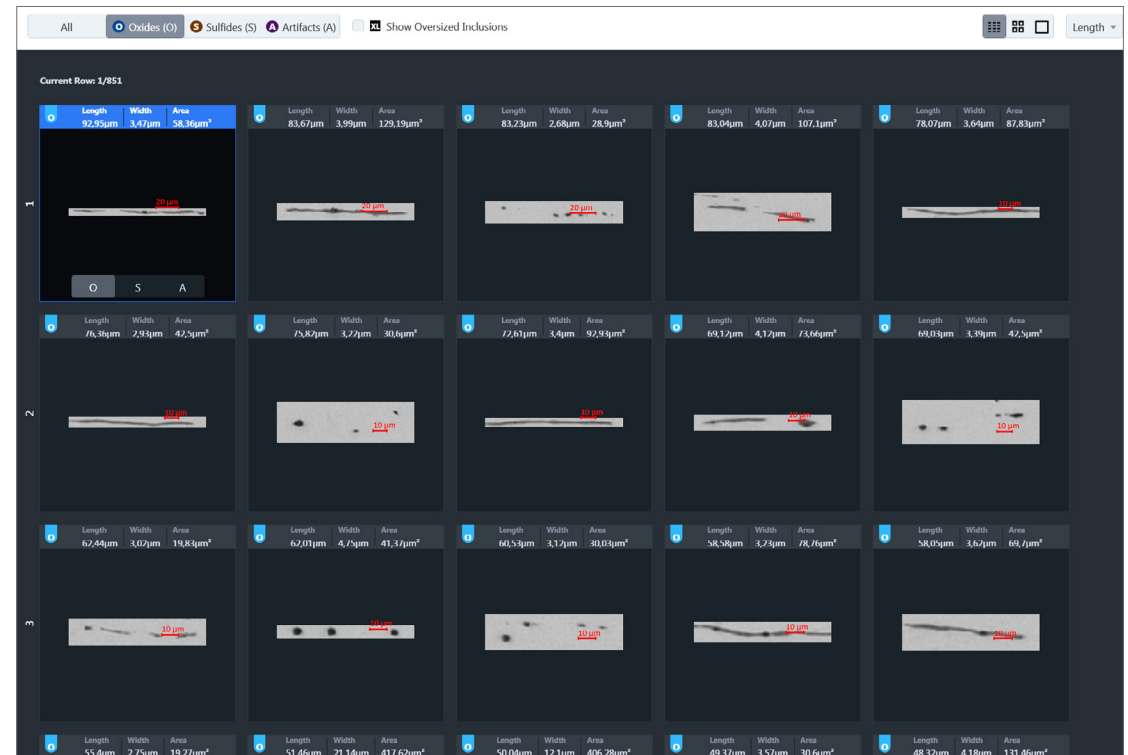 All O Oxides (O) S Sulfides (S) A Artifacts (A) XL Show Oversized Inclusions Length
Current Row: 1/851
O Length Width Area O Length Width Area O Length Width Area O Length Width Area O Length Width Area
92,95µm 3,47µm 58,36µm² 83,67µm 3,99µm 129,19µm² 83,23µm 2,68µm 28,9µm² 83,04µm 4,07µm 107,1µm² 78,07µm 3,64µm 87,83µm²
1 20 µm 20 µm 20 µm 10 µm
O S A
O Length Width Area O Length Width Area O Length Width Area O Length Width Area O Length Width Area
76,36µm 2,93µm 42,5µm² 75,82µm 3,22µm 30,6µm² 72,61µm 3,4µm 92,93µm² 69,12µm 4,12µm 73,66µm² 69,03µm 3,39µm 42,5µm²
2 10 µm 10 µm 10 µm 10 µm 10 µm
O Length Width Area O Length Width Area O Length Width Area O Length Width Area O Length Width Area
62,44µm 3,02µm 19,83µm² 62,01µm 4,75µm 41,37µm² 60,53µm 3,12µm 30,03µm² 58,58µm 3,23µm 78,76µm² 58,05µm 3,62µm 69,7µm²
3 10 µm 10 µm 10 µm 10 µm 10 µm
O Length Width Area O Length Width Area O Length Width Area O Length Width Area O Length Width Area
55,4µm 2,75µm 19,27µm² 51,46µm 21,14µm 417,62µm² 50,04µm 12,1µm 406,28µm² 49,37µm 3,57µm 30,6µm² 48,32µm 4,18µm 131,46µm²